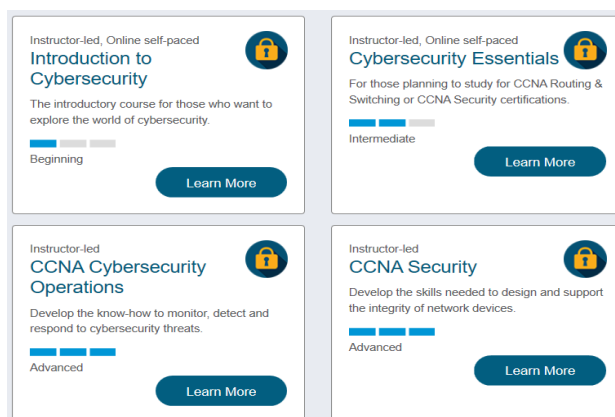 Instructor-led, Online self-paced
Introduction to
Cybersecurity
The introductory course for those who want to
explore the world of cybersecurity.
Beginning
Learn More
Instructor-led, Online self-paced
Cybersecurity Essentials
For those planning to study for CCNA Routing &
Switching or CCNA Security certifications.
Intermediate
Learn More
Instructor-led
CCNA Cybersecurity
Operations
Develop the know-how to monitor, detect and
respond to cybersecurity threats.
Advanced
Learn More
Instructor-led
CCNA Security
Develop the skills needed to design and support
the integrity of network devices.
Advanced
Learn More